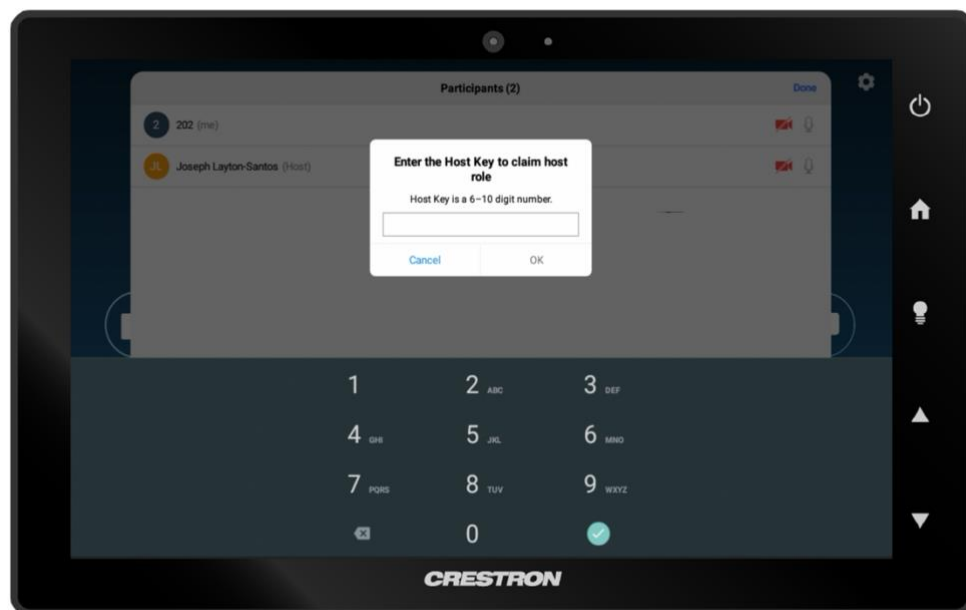 Participants (2)
Done
2 202 (me)
JL Joseph Layton-Santos (Host)
Enter the Host Key to claim host
role
Host Key is a 6–10 digit number.
Cancel OK
1 2 ABC 3 DEF
4 GHI 5 JKL 6 MNO
7 PQRS 8 TUV 9 WXYZ
0
CRESTRON